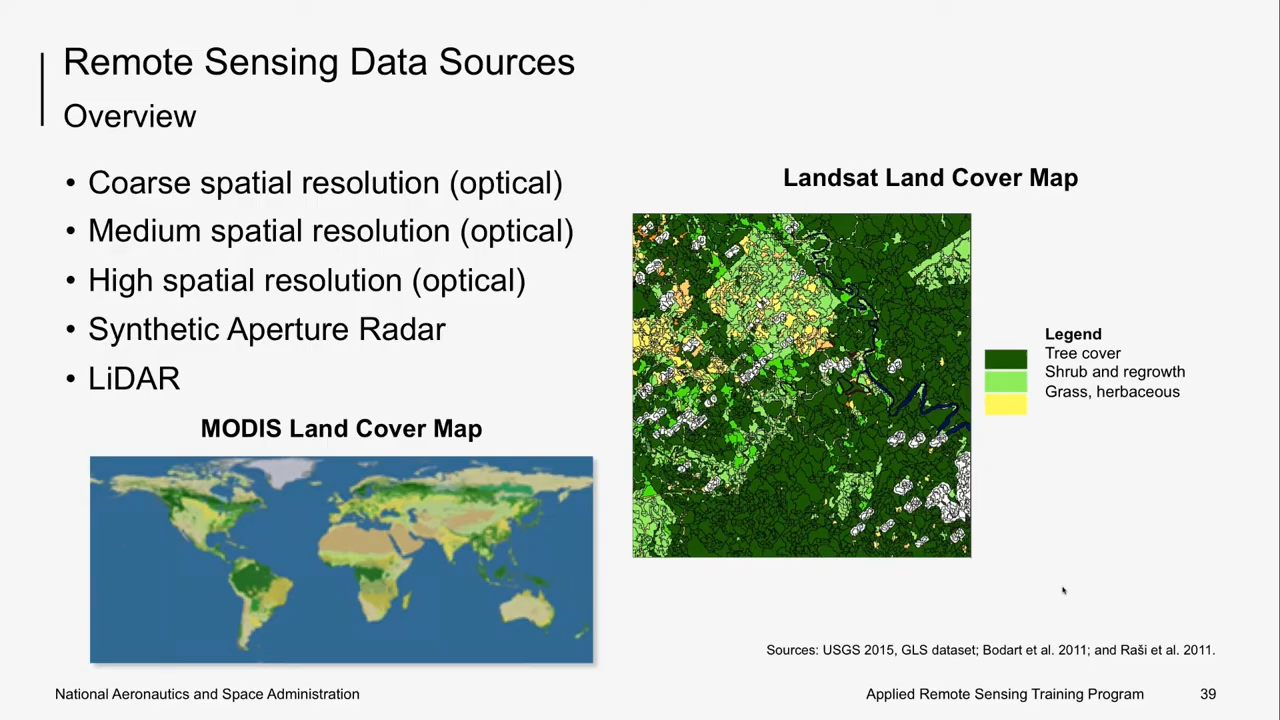 Remote Sensing Data Sources
Overview
• Coarse spatial resolution (optical)
• Medium spatial resolution (optical)
• High spatial resolution (optical)
• Synthetic Aperture Radar
• LiDAR
MODIS Land Cover Map
Landsat Land Cover Map
Legend
Tree cover
Shrub and regrowth
Grass, herbaceous
Sources: USGS 2015, GLS dataset; Bodart et al. 2011; and Raši et al. 2011.
National Aeronautics and Space Administration
Applied Remote Sensing Training Program
39